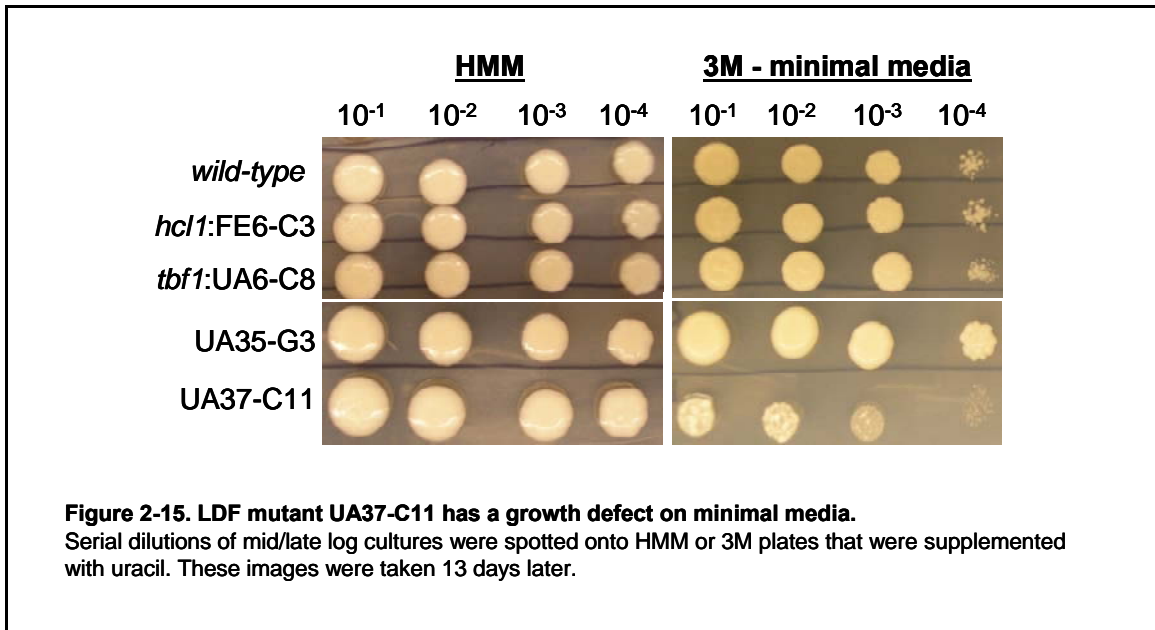 HMM 3M - minimal media
10-1 10-2 10-3 10-4 10-1 10-2 10-3 10-4
wild-type
hcl1:FE6-C3
tbf1:UA6-C8
UA35-G3
UA37-C11
Figure 2-15. LDF mutant UA37-C11 has a growth defect on minimal media.
Serial dilutions of mid/late log cultures were spotted onto HMM or 3M plates that were supplemented
with uracil. These images were taken 13 days later.